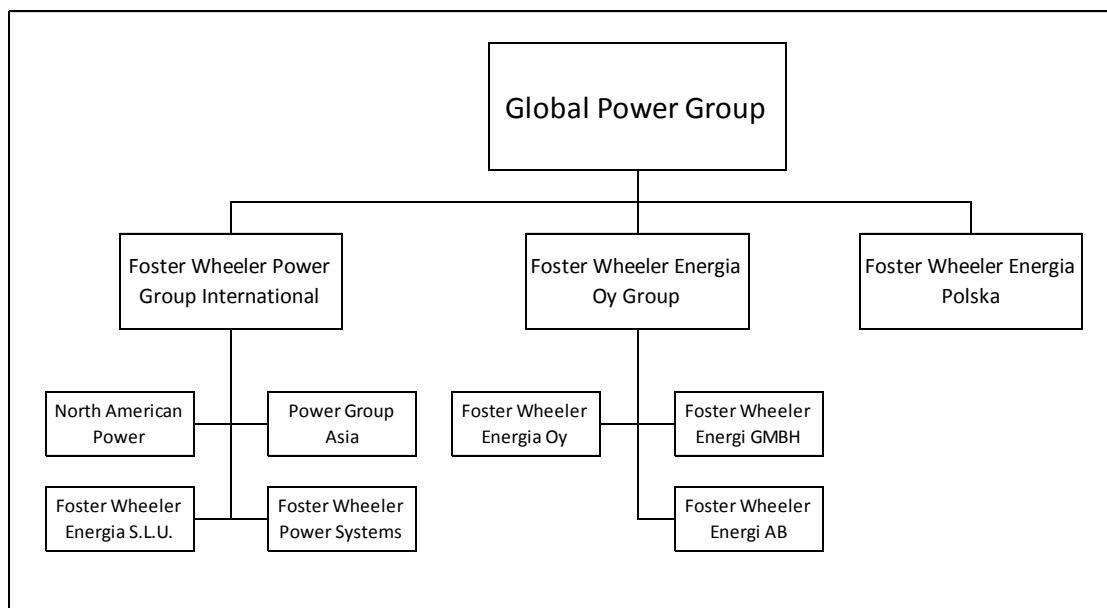 Global Power Group
Foster Wheeler Power
Group International
Foster Wheeler Energia
Oy Group
Foster Wheeler Energia
Polska
North American
Power
Power Group
Asia
Foster Wheeler
Energia Oy
Foster Wheeler
Energi GMBH
Foster Wheeler
Energia S.L.U.
Foster Wheeler
Power Systems
Foster Wheeler
Energi AB